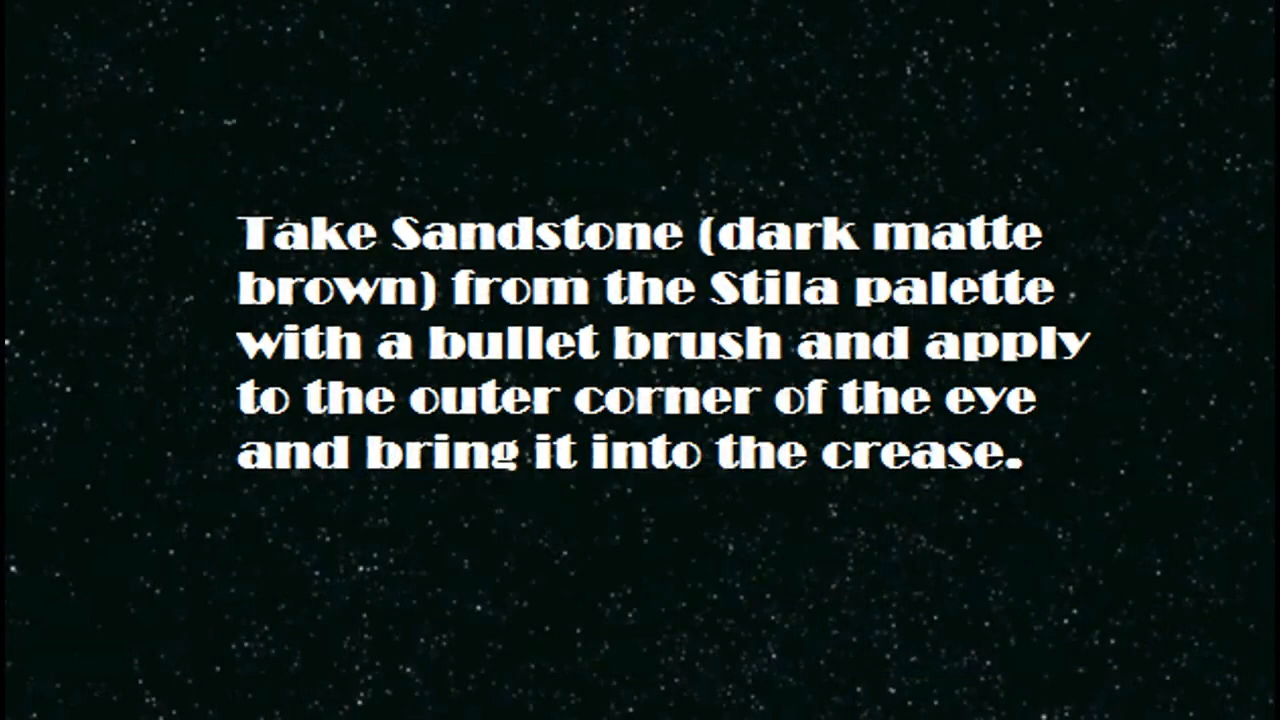 Take Sandstone (dark matte
brown) from the Stila palette
with a bullet brush and apply
to the outer corner of the eye
and bring it into the crease.